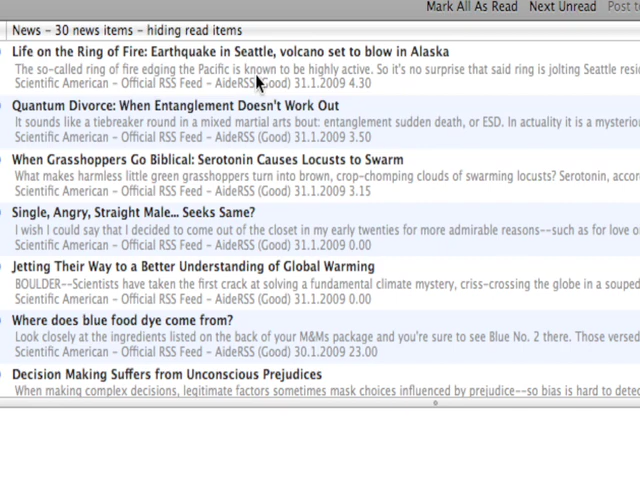 Mark All As Read Next Unread Post
News – 30 news items – hiding read items
Life on the Ring of Fire: Earthquake in Seattle, volcano set to blow in Alaska
The so-called ring of fire edging the Pacific is known to be highly active. So it's no surprise that said ring is jolting Seattle
Scientific American – Official RSS Feed – AideRSS (Good) 31.1.2009 4.30
Quantum Divorce: When Entanglement Doesn't Work Out
It sounds like a tiebreaker round in a mixed martial arts bout: entanglement sudden death, or ESD. In actuality it is a
Scientific American – Official RSS Feed – AideRSS (Good) 31.1.2009 3.50
When Grasshoppers Go Biblical: Serotonin Causes Locusts to Swarm
What makes harmless little green grasshoppers turn into brown, crop-chomping clouds of swarming locusts? Serotonin,
Scientific American – Official RSS Feed – AideRSS (Good) 31.1.2009 3.15
Single, Angry, Straight Male... Seeks Same?
I wish I could say that I decided to come out of the closet in my early twenties for more admirable reasons--such as for love
Scientific American – Official RSS Feed – AideRSS (Good) 31.1.2009 0.00
Jetting Their Way to a Better Understanding of Global Warming
BOULDER--Scientists have taken the first crack at solving a fundamental climate mystery, criss-crossing the globe in a
Scientific American – Official RSS Feed – AideRSS (Good) 31.1.2009 0.00
Where does blue food dye come from?
Look closely at the ingredients listed on the back of your M&Ms package and you're sure to see Blue No. 2 there. Those versed
Scientific American – Official RSS Feed – AideRSS (Good) 30.1.2009 23.00
Decision Making Suffers from Unconscious Prejudices
When making complex decisions, legitimate factors sometimes mask choices influenced by prejudice--so bias is hard to